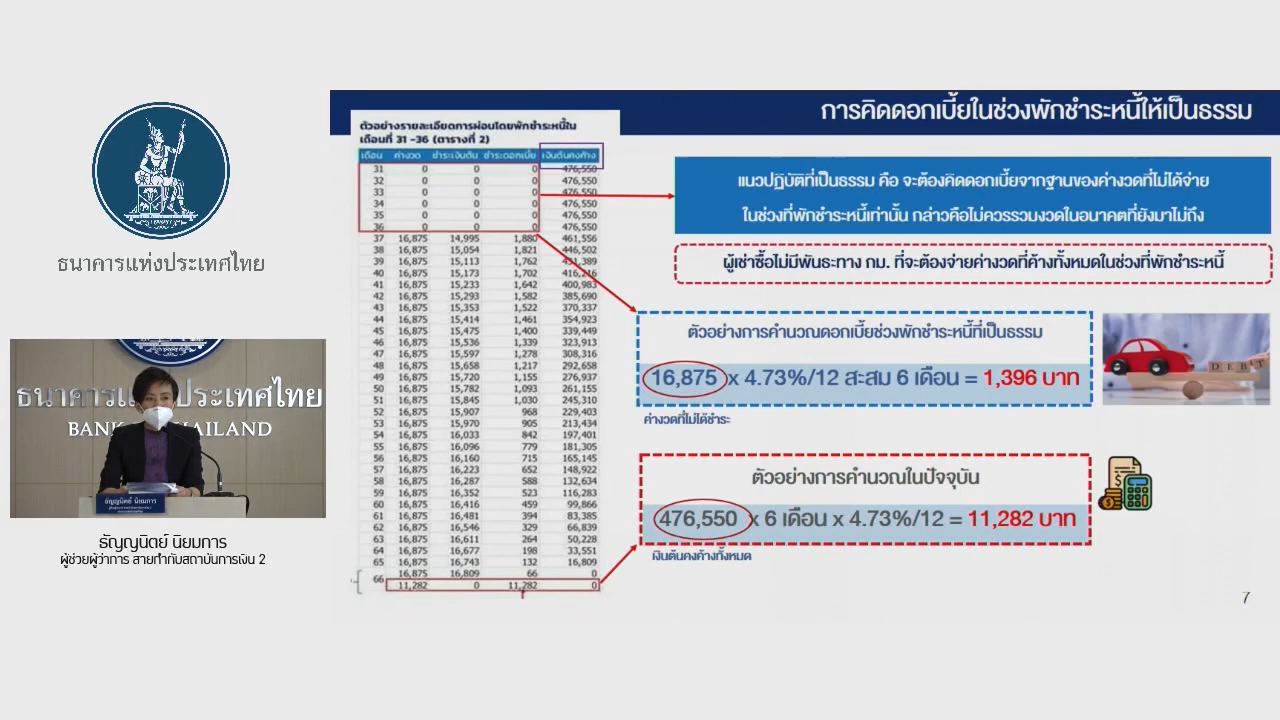 ธนาคารแห่งประเทศไทย
ธนาคารแห่งประเทศไทย
BANK THAILAND
ธัญญนิตย์ นิยมการ
ธัญญนิตย์ นิยมการ
ผู้ช่วยผู้ว่าการ สายกำกับสถาบันการเงิน 2
การคิดดอกเบี้ยในช่วงพักชำระหนี้ให้เป็นธรรม
ตัวอย่างรายละเอียดการผ่อนโดยพักชำระหนี้ใน
เดือนที่ 31 -36 (ตารางที่ 2)
เดือน ค่างวด ชำระเงินต้น ชำระดอกเบี้ย เงินต้นคงค้าง
31 0 0 0 476,550
32 0 0 0 476,550
33 0 0 0 476,550
34 0 0 0 476,550
35 0 0 0 476,550
36 0 0 0 476,550
37 16,875 14,995 1,880 461,556
38 16,875 15,054 1,821 446,502
39 16,875 15,113 1,762 431,389
40 16,875 15,173 1,702 416,216
41 16,875 15,233 1,642 400,983
42 16,875 15,293 1,582 385,690
43 16,875 15,353 1,522 370,337
44 16,875 15,414 1,461 354,923
45 16,875 15,475 1,400 339,449
46 16,875 15,536 1,339 323,913
47 16,875 15,597 1,278 308,316
48 16,875 15,658 1,217 292,658
49 16,875 15,720 1,155 276,937
50 16,875 15,782 1,093 261,155
51 16,875 15,845 1,030 245,310
52 16,875 15,907 968 229,403
53 16,875 15,970 905 213,434
54 16,875 16,033 842 197,401
55 16,875 16,096 779 181,305
56 16,875 16,160 715 165,145
57 16,875 16,223 652 148,922
58 16,875 16,287 588 132,634
59 16,875 16,352 523 116,283
60 16,875 16,416 459 99,866
61 16,875 16,481 394 83,385
62 16,875 16,546 329 66,839
63 16,875 16,611 264 50,228
64 16,875 16,677 198 33,551
65 16,875 16,743 132 16,809
66 16,875 16,809 66 0
11,282 0 11,282 0
แนวปฏิบัติที่เป็นธรรม คือ จะต้องคิดดอกเบี้ยจากฐานของค่างวดที่ไม่ได้จ่าย
ในช่วงที่พักชำระหนี้เท่านั้น กล่าวคือไม่ควรรวมงวดในอนาคตที่ยังมาไม่ถึง
ผู้เช่าซื้อไม่มีพันธะทาง กม. ที่จะต้องจ่ายค่างวดที่ค้างทั้งหมดในช่วงที่พักชำระหนี้
ตัวอย่างการคำนวณดอกเบี้ยช่วงพักชำระหนี้ที่เป็นธรรม
16,875 x 4.73%/12 สะสม 6 เดือน = 1,396 บาท
ค่างวดที่ไม่ได้ชำระ
DEBT
ตัวอย่างการคำนวณในปัจจุบัน
476,550 x 6 เดือน x 4.73%/12 = 11,282 บาท
เงินต้นคงค้างทั้งหมด
7